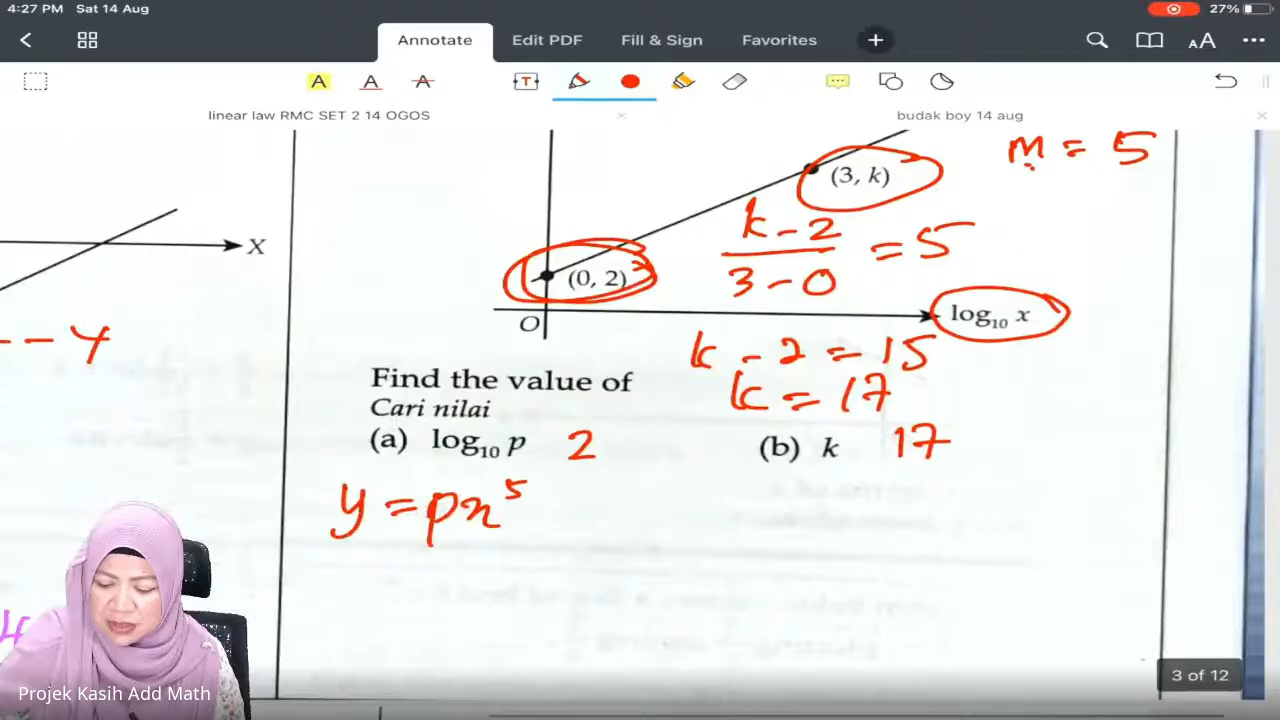 4:27 PM Sat 14 Aug
27%
Annotate
Edit PDF
Fill & Sign
Favorites
AA
linear law RMC SET 2 14 OGOS
budak boy 14 aug
m = 5
(3, k)
k - 2
3 - 0
= 5
(0, 2)
X
O
log₁₀ x
k - 2 = 15
k = 17
Find the value of
Cari nilai
(a) log₁₀ p 2
(b) k 17
y = px⁵
3 of 12
Projek Kasih Add Math